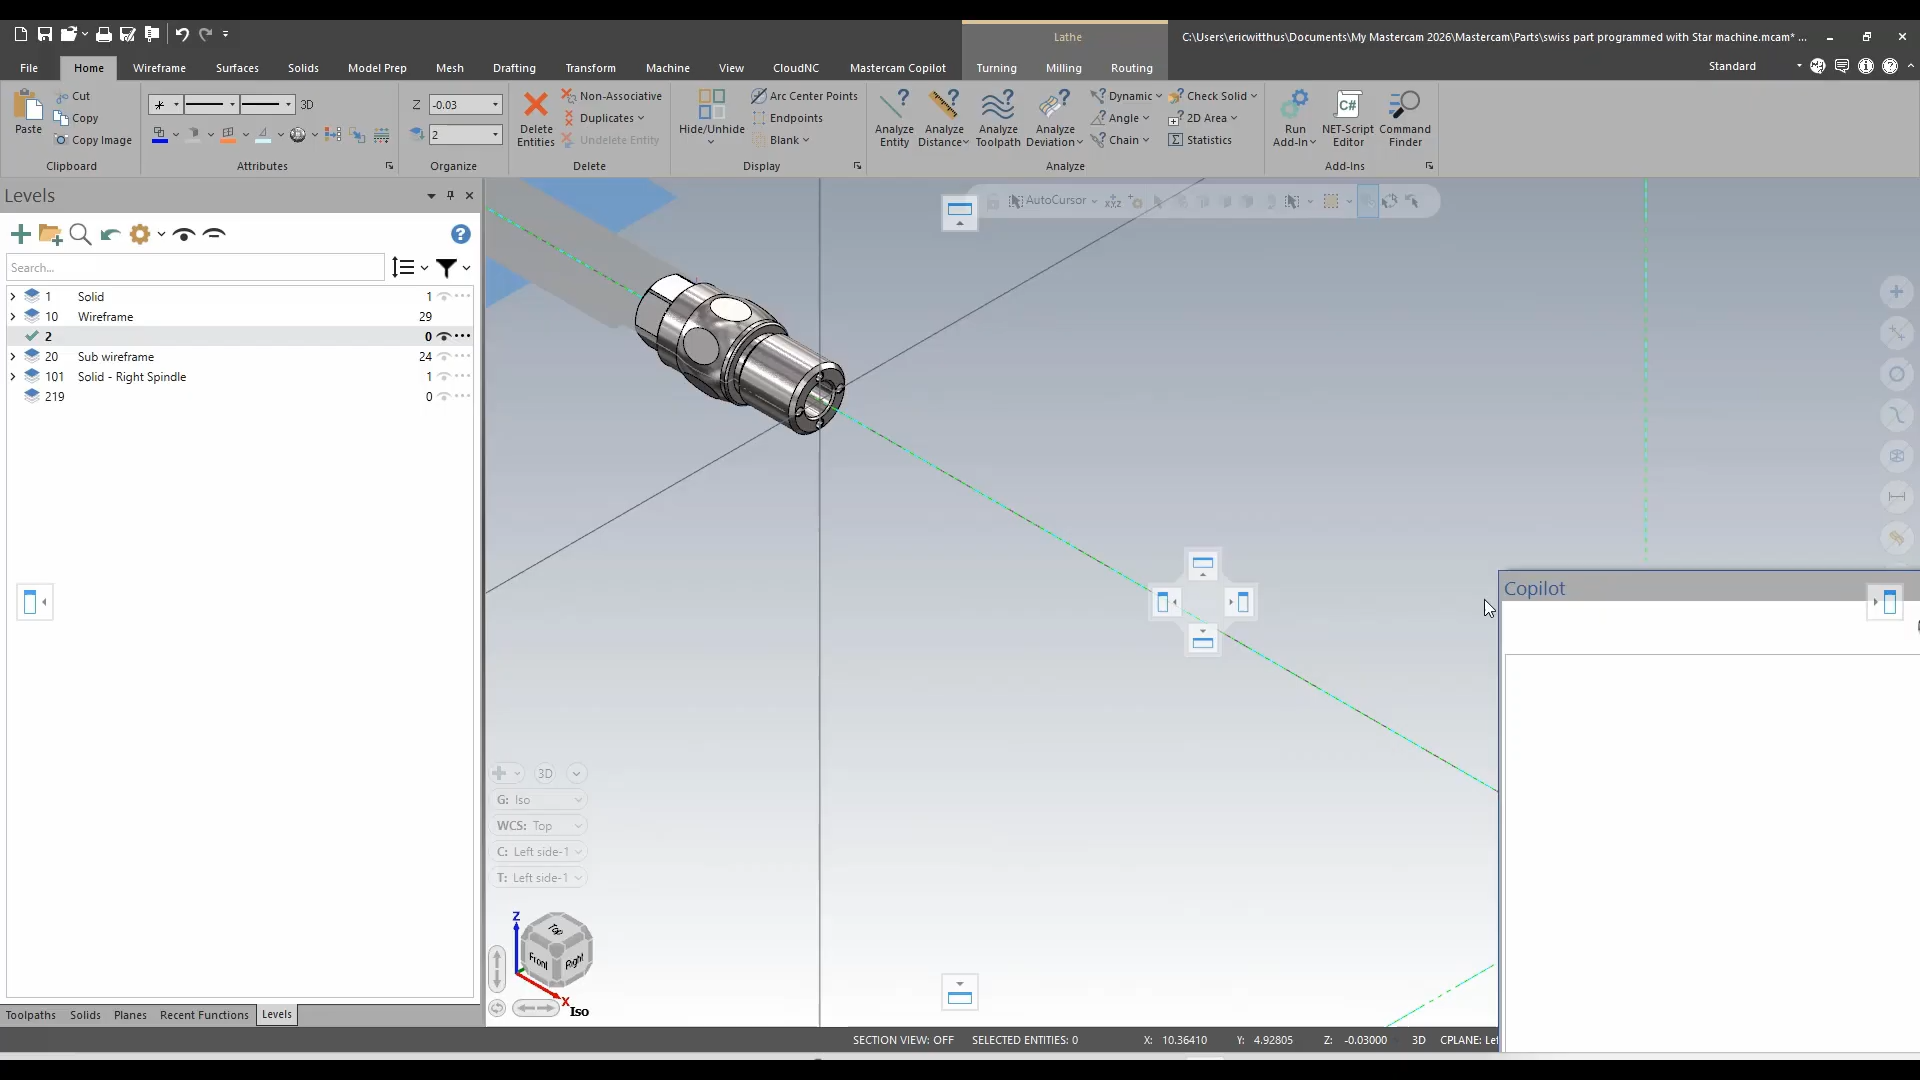 Lathe
C:\Users\ericwitthus\Documents\My Mastercam 2026\Mastercam\Parts\swiss part programmed with Star machine.mcam* ...
File Home Wireframe Surfaces Solids Model Prep Mesh Drafting Transform Machine View CloudNC Mastercam Copilot Turning Milling Routing Standard
Paste
Cut
Copy
Copy Image
Clipboard
3D
Attributes
Z -0.03
2
Organize
Delete
Entities
Non-Associative
Duplicates
Undelete Entity
Delete
Hide/Unhide
Arc Center Points
Endpoints
Blank
Display
Analyze
Entity
Analyze
Distance
Analyze
Toolpath
Analyze
Deviation
Dynamic
Angle
Chain
Check Solid
2D Area
Statistics
Analyze
Run
Add-In
C#
NET-Script
Editor
Command
Finder
Add-Ins
Levels
Search...
1 Solid 1
10 Wireframe 29
2 0
20 Sub wireframe 24
101 Solid - Right Spindle 1
219 0
AutoCursor
Copilot
3D
G: Iso
WCS: Top
C: Left side-1
T: Left side-1
Z
Top
Front
Right
X
Iso
Toolpaths Solids Planes Recent Functions Levels
SECTION VIEW: OFF SELECTED ENTITIES: 0 X: 10.36410 Y: 4.92805 Z: -0.03000 3D CPLANE: Lef